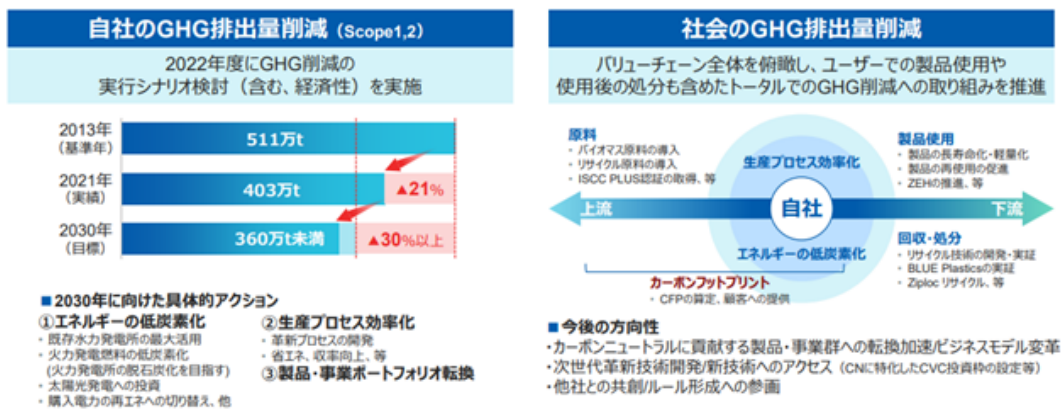 自社のGHG排出量削減（Scope1,2）
2022年度にGHG削減の
実行シナリオ検討（含む、経済性）を実施
2013年
(基準年)
511万t
2021年
(実績)
403万t
▲21%
2030年
(目標)
360万t未満
▲30%以上
■2030年に向けた具体的アクション
①エネルギーの低炭素化
・既存水力発電所の最大活用
・火力発電燃料の低炭素化
(火力発電所の脱石炭化を目指す)
・太陽光発電への投資
・購入電力の再エネへの切り替え、他
②生産プロセス効率化
・革新プロセスの開発
・省エネ、収率向上、等
③製品・事業ポートフォリオ転換
社会のGHG排出量削減
バリューチェーン全体を俯瞰し、ユーザーでの製品使用や
使用後の処分も含めたトータルでのGHG削減への取り組みを推進
原料
・バイオマス原料の導入
・リサイクル原料の導入
・ISCC PLUS認証の取得、等
生産プロセス効率化
製品使用
・製品の長寿命化・軽量化
・製品の再使用の促進
・ZEHの推進、等
上流
自社
下流
エネルギーの低炭素化
回収・処分
・リサイクル技術の開発・実証
・BLUE Plasticsの実証
・Ziploc リサイクル、等
カーボンフットプリント
・CFPの算定、顧客への提供
■今後の方向性
・カーボンニュートラルに貢献する製品・事業群への転換加速/ビジネスモデル変革
・次世代革新技術開発/新技術へのアクセス（CNに特化したCVC投資枠の設定等）
・他社との共創/ルール形成への参画